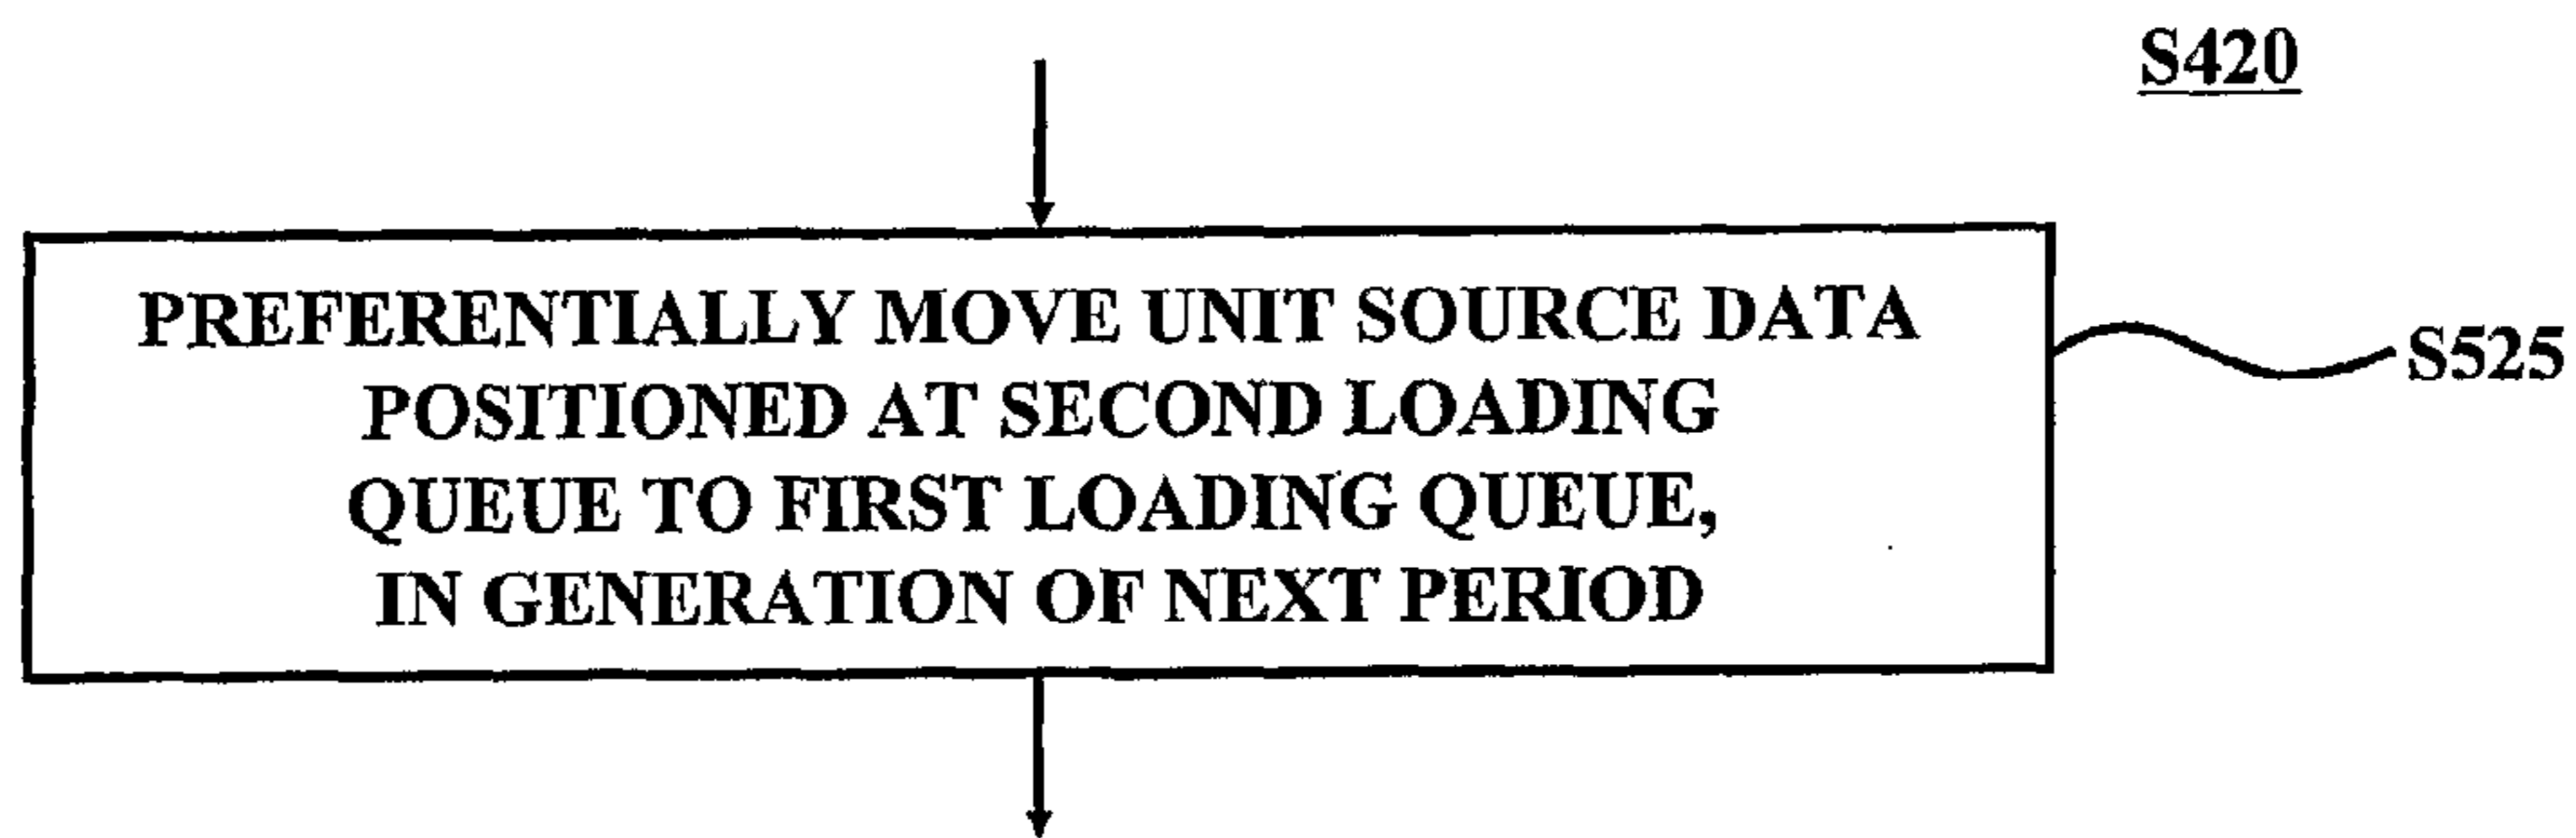 S420
PREFERENTIALLY MOVE UNIT SOURCE DATA
POSITIONED AT SECOND LOADING
QUEUE TO FIRST LOADING QUEUE,
IN GENERATION OF NEXT PERIOD
S525